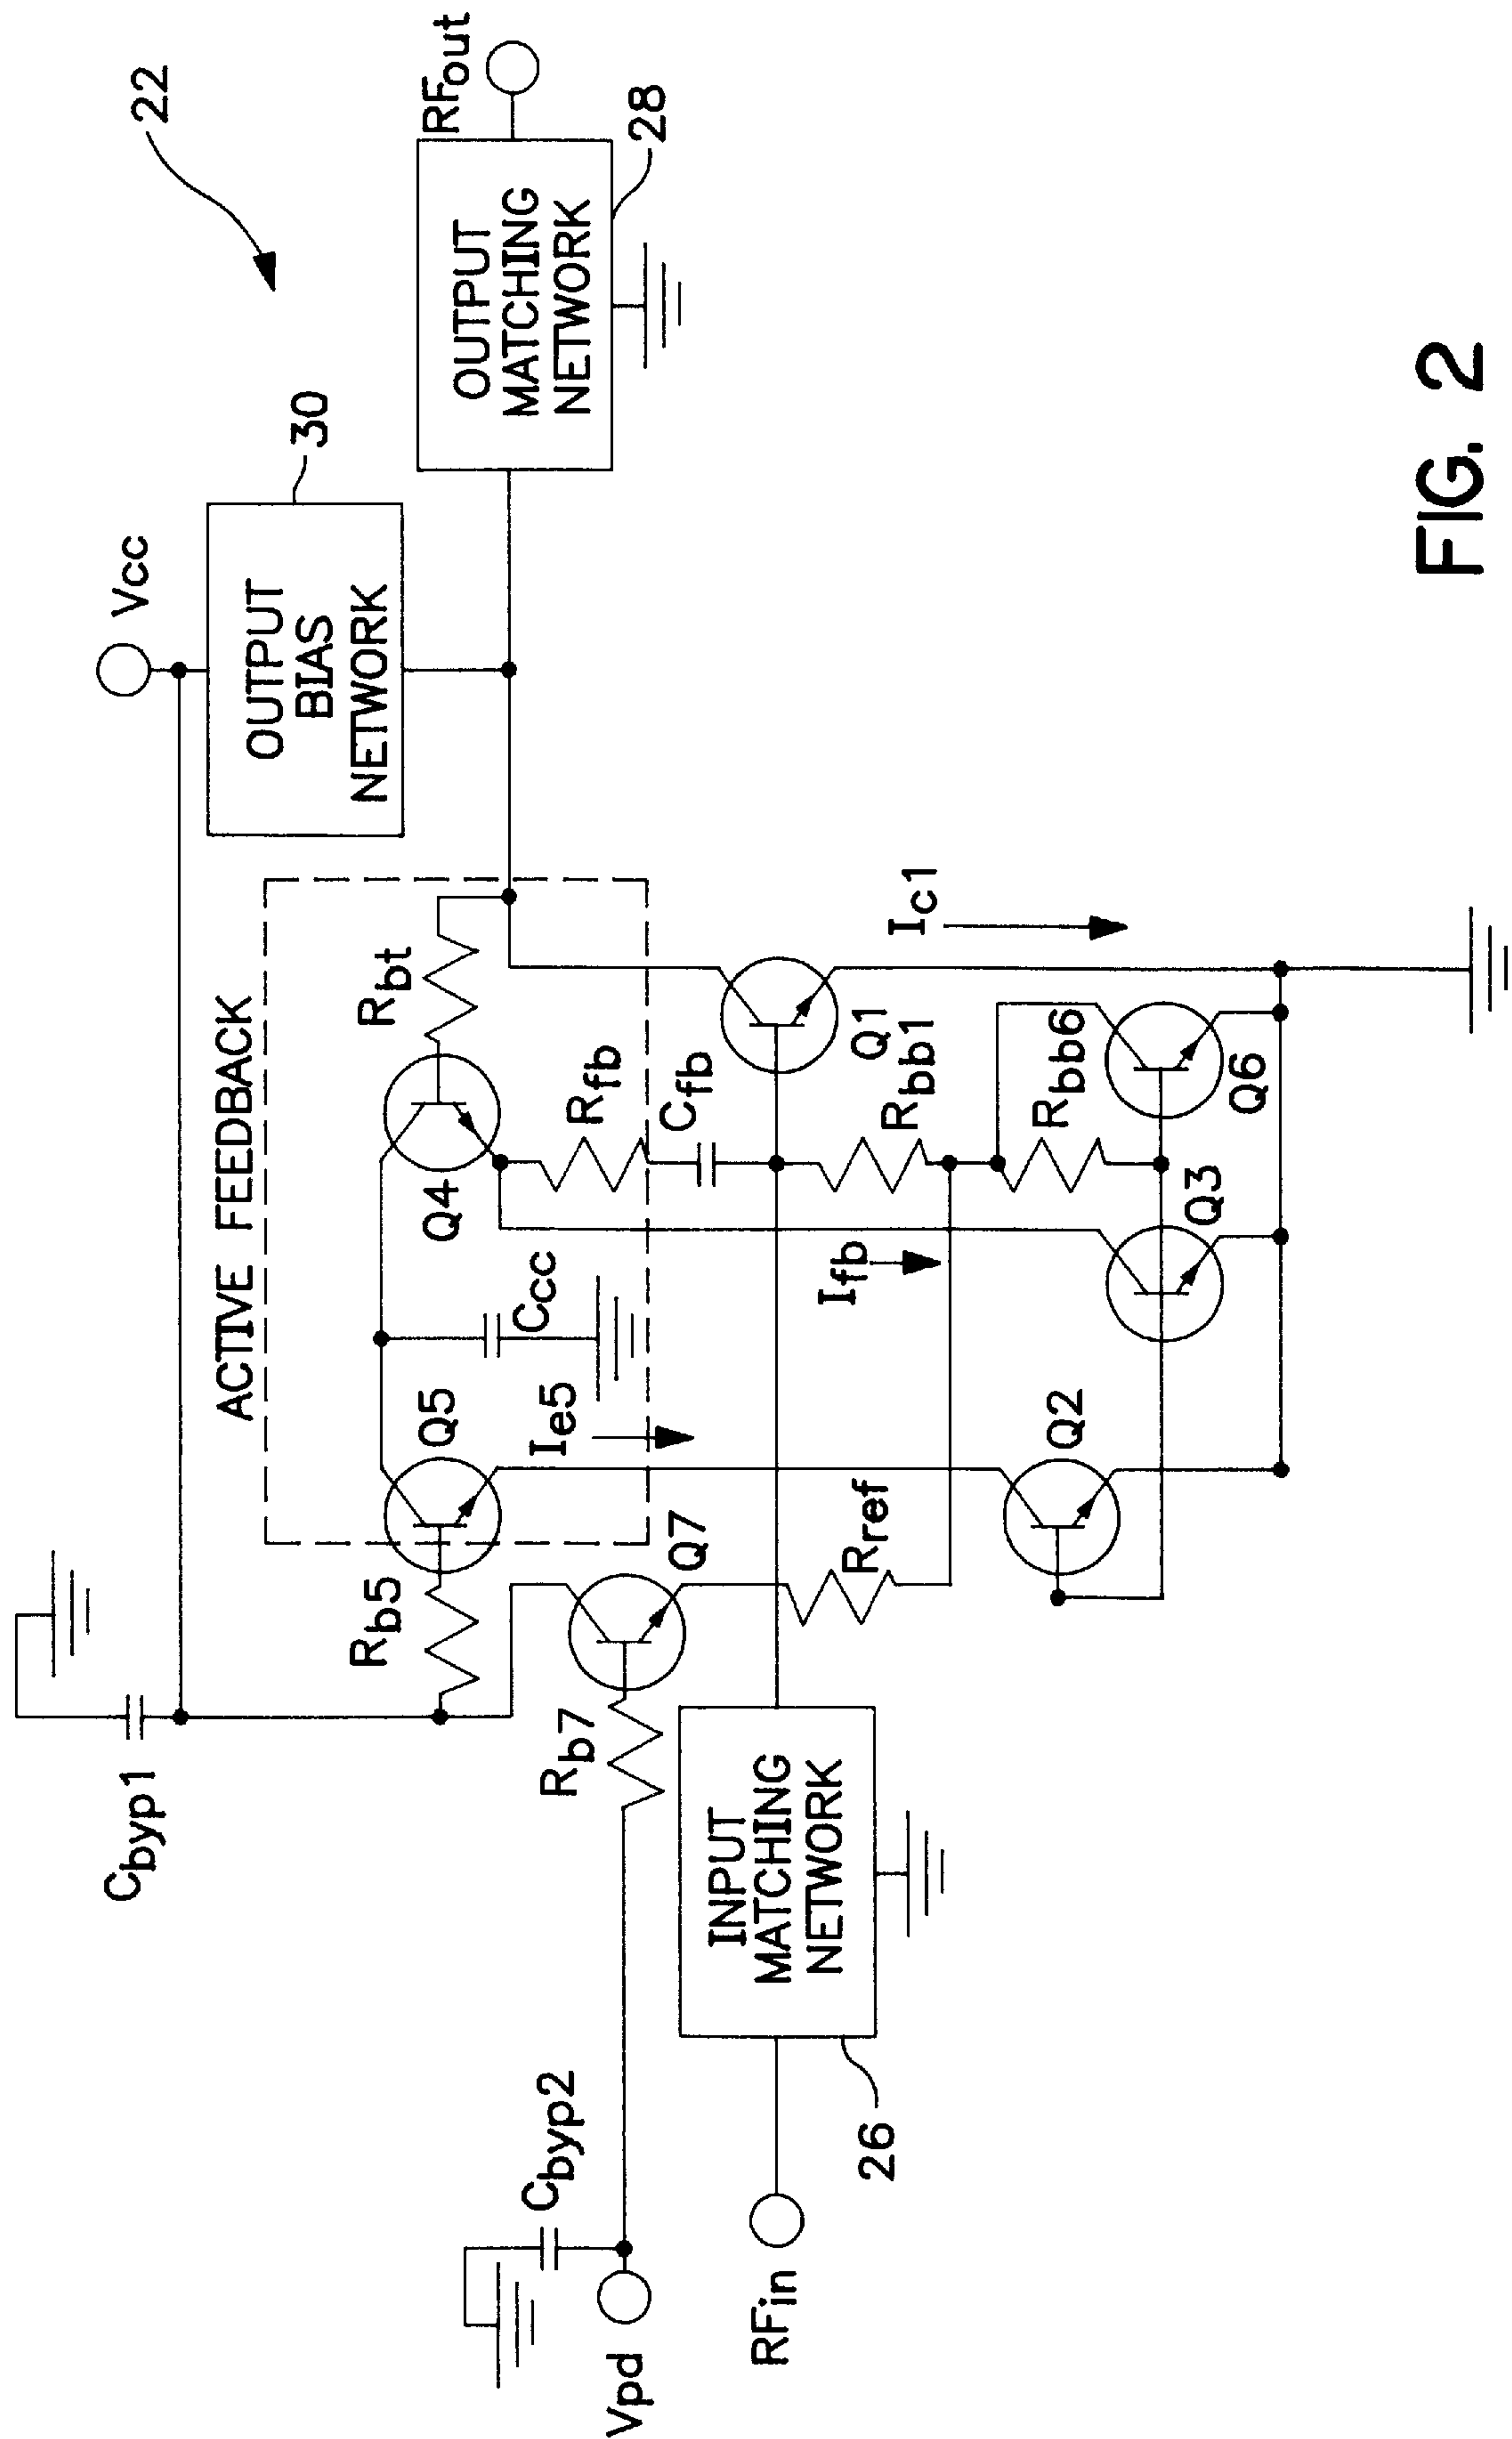 22
Vcc
30
OUTPUT
BIAS
NETWORK
RFout
OUTPUT
MATCHING
NETWORK
28
Cbyp1
ACTIVE FEEDBACK
Rb5
Q5
Q4
Rbt
Ccc
Rfb
Ie5
Cfb
Cbyp2
Vpd
Rb7
Q7
RFin
INPUT
MATCHING
NETWORK
26
Rref
Ifb
Q1
Ic1
Rbb1
Rbb6
Q2
Q3
Q6
FIG. 2